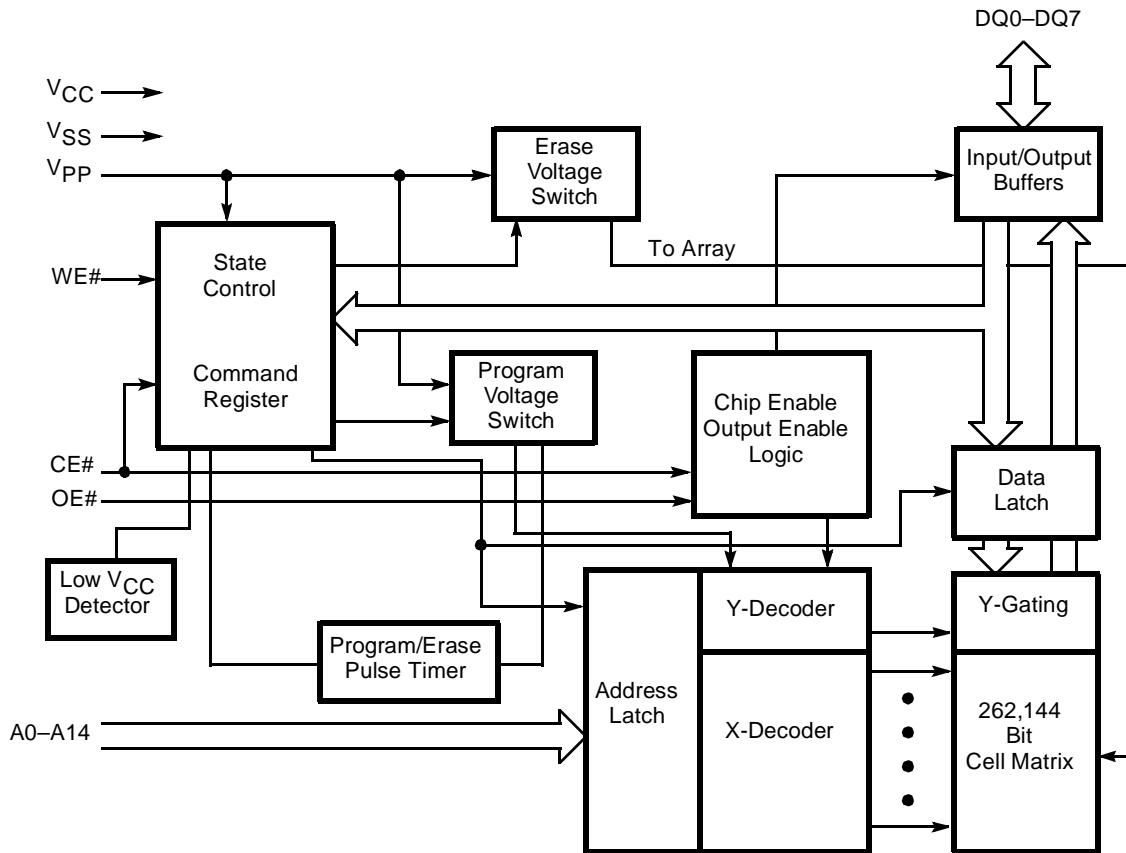 DQ0–DQ7
VCC
VSS
VPP
Erase
Voltage
Switch
Input/Output
Buffers
To Array
WE#
State
Control
Command
Register
Program
Voltage
Switch
Chip Enable
Output Enable
Logic
CE#
OE#
Data
Latch
Low VCC
Detector
Program/Erase
Pulse Timer
A0–A14
Address
Latch
Y-Decoder
X-Decoder
Y-Gating
262,144
Bit
Cell Matrix